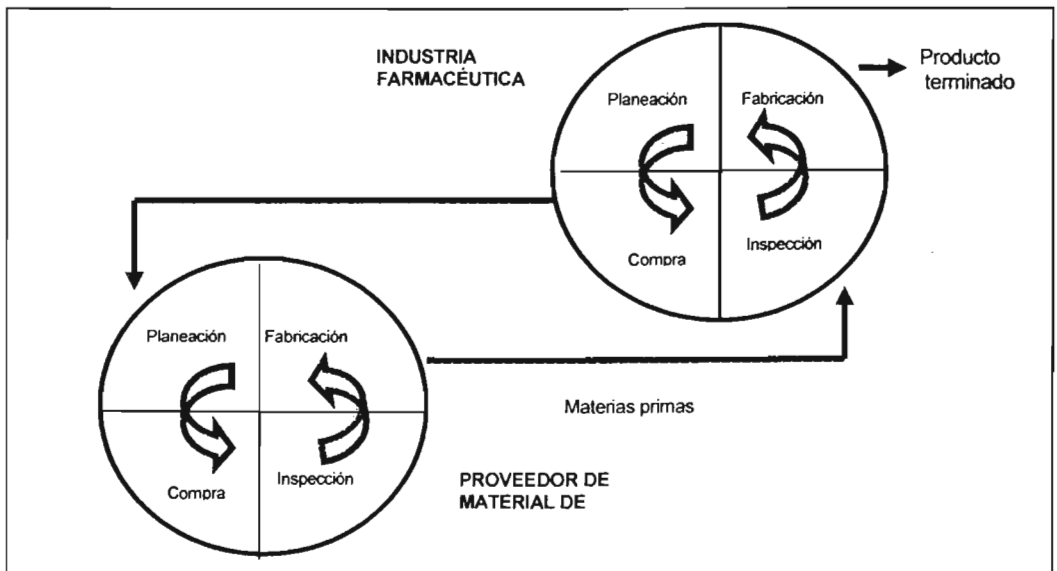 INDUSTRIA
FARMACÉUTICA
Producto
terminado
Planeación
Fabricación
Compra
Inspección
Planeación
Fabricación
Compra
Inspección
Materias primas
PROVEEDOR DE
MATERIAL DE